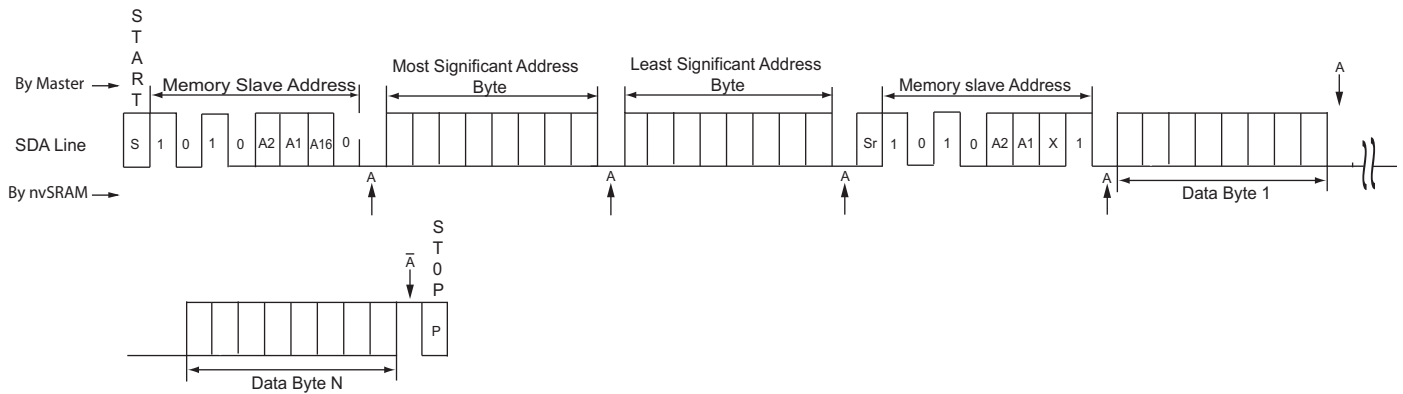 START
Most Significant Address Byte
Least Significant Address Byte
By Master
Memory Slave Address
Memory slave Address
A
SDA Line
S 1 0 1 0 A2 A1 A16 0
Sr 1 0 1 0 A2 A1 X 1
A A A A
By nvSRAM
Data Byte 1
ST0P
A̅
P
Data Byte N